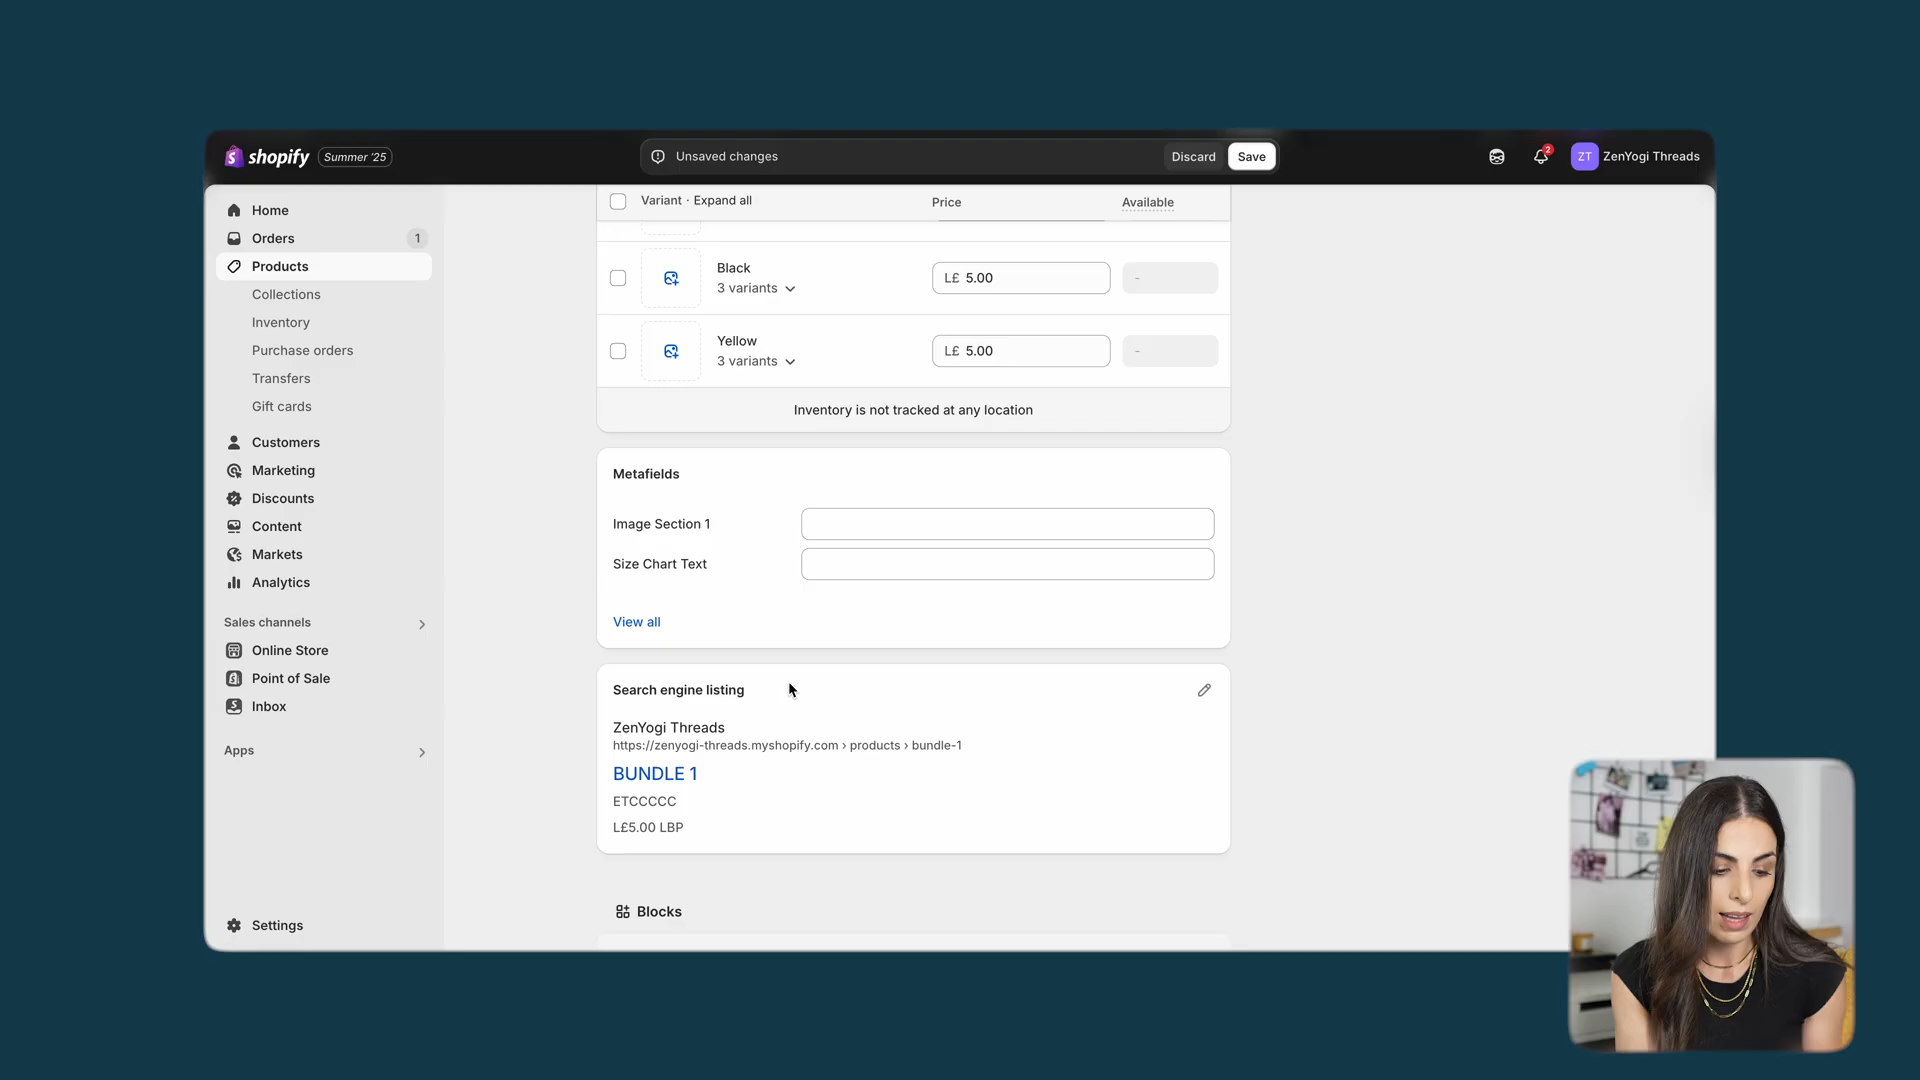 shopify Summer '25
Unsaved changes
Discard
Save
2
ZT ZenYogi Threads
Home
Orders 1
Products
Collections
Inventory
Purchase orders
Transfers
Gift cards
Customers
Marketing
Discounts
Content
Markets
Analytics
Sales channels
Online Store
Point of Sale
Inbox
Apps
Settings
Variant · Expand all Price Available
Black
3 variants
L£ 5.00 -
Yellow
3 variants
L£ 5.00 -
Inventory is not tracked at any location
Metafields
Image Section 1
Size Chart Text
View all
Search engine listing
ZenYogi Threads
https://zenyogi-threads.myshopify.com › products › bundle-1
BUNDLE 1
ETCCCCC
L£5.00 LBP
Blocks